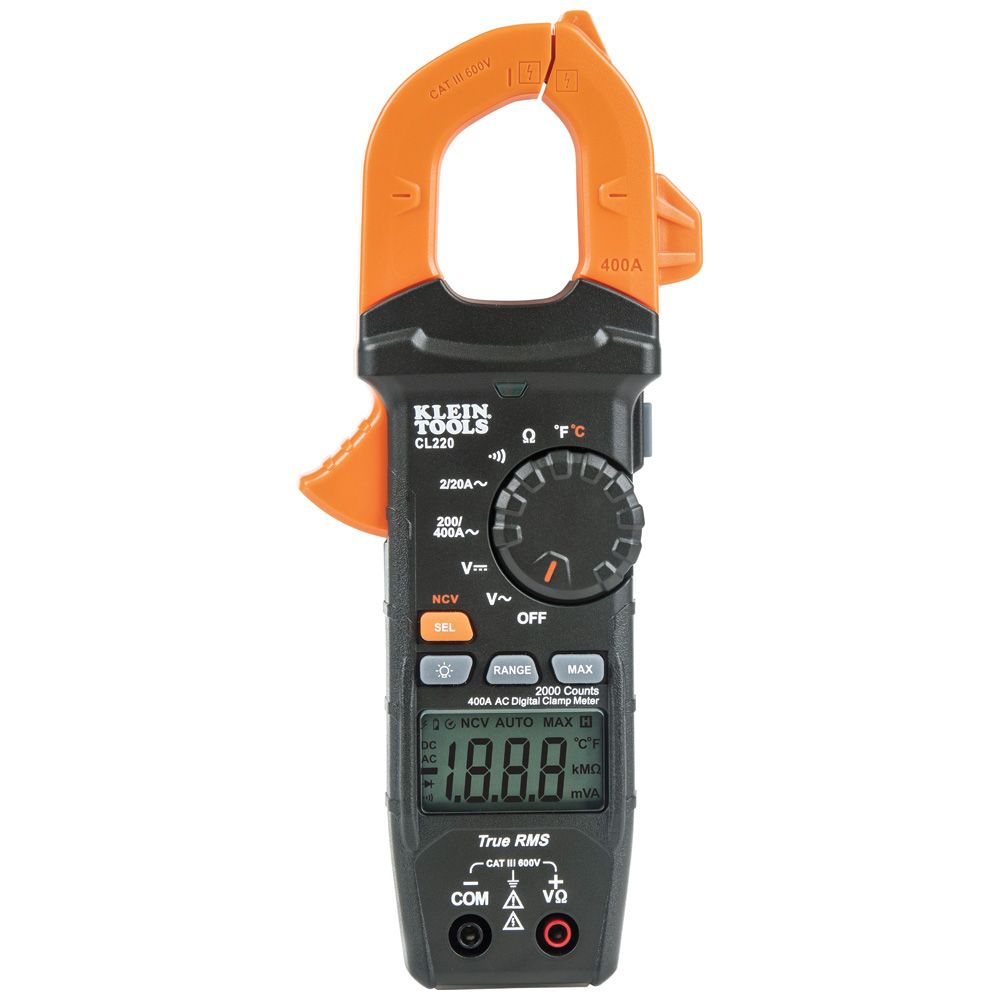 CAT III 600V
400A
KLEIN
TOOLS
CL220
Ω
°F °C
2/20A~
200/
400A~
V⎓
NCV
V~
OFF
SEL
RANGE
MAX
2000 Counts
400A AC Digital Clamp Meter
NCV AUTO MAX H
DC
AC
°C°F
1.8.8.8
kMΩ
mVA
True RMS
CAT III 600V
− +
COM VΩ